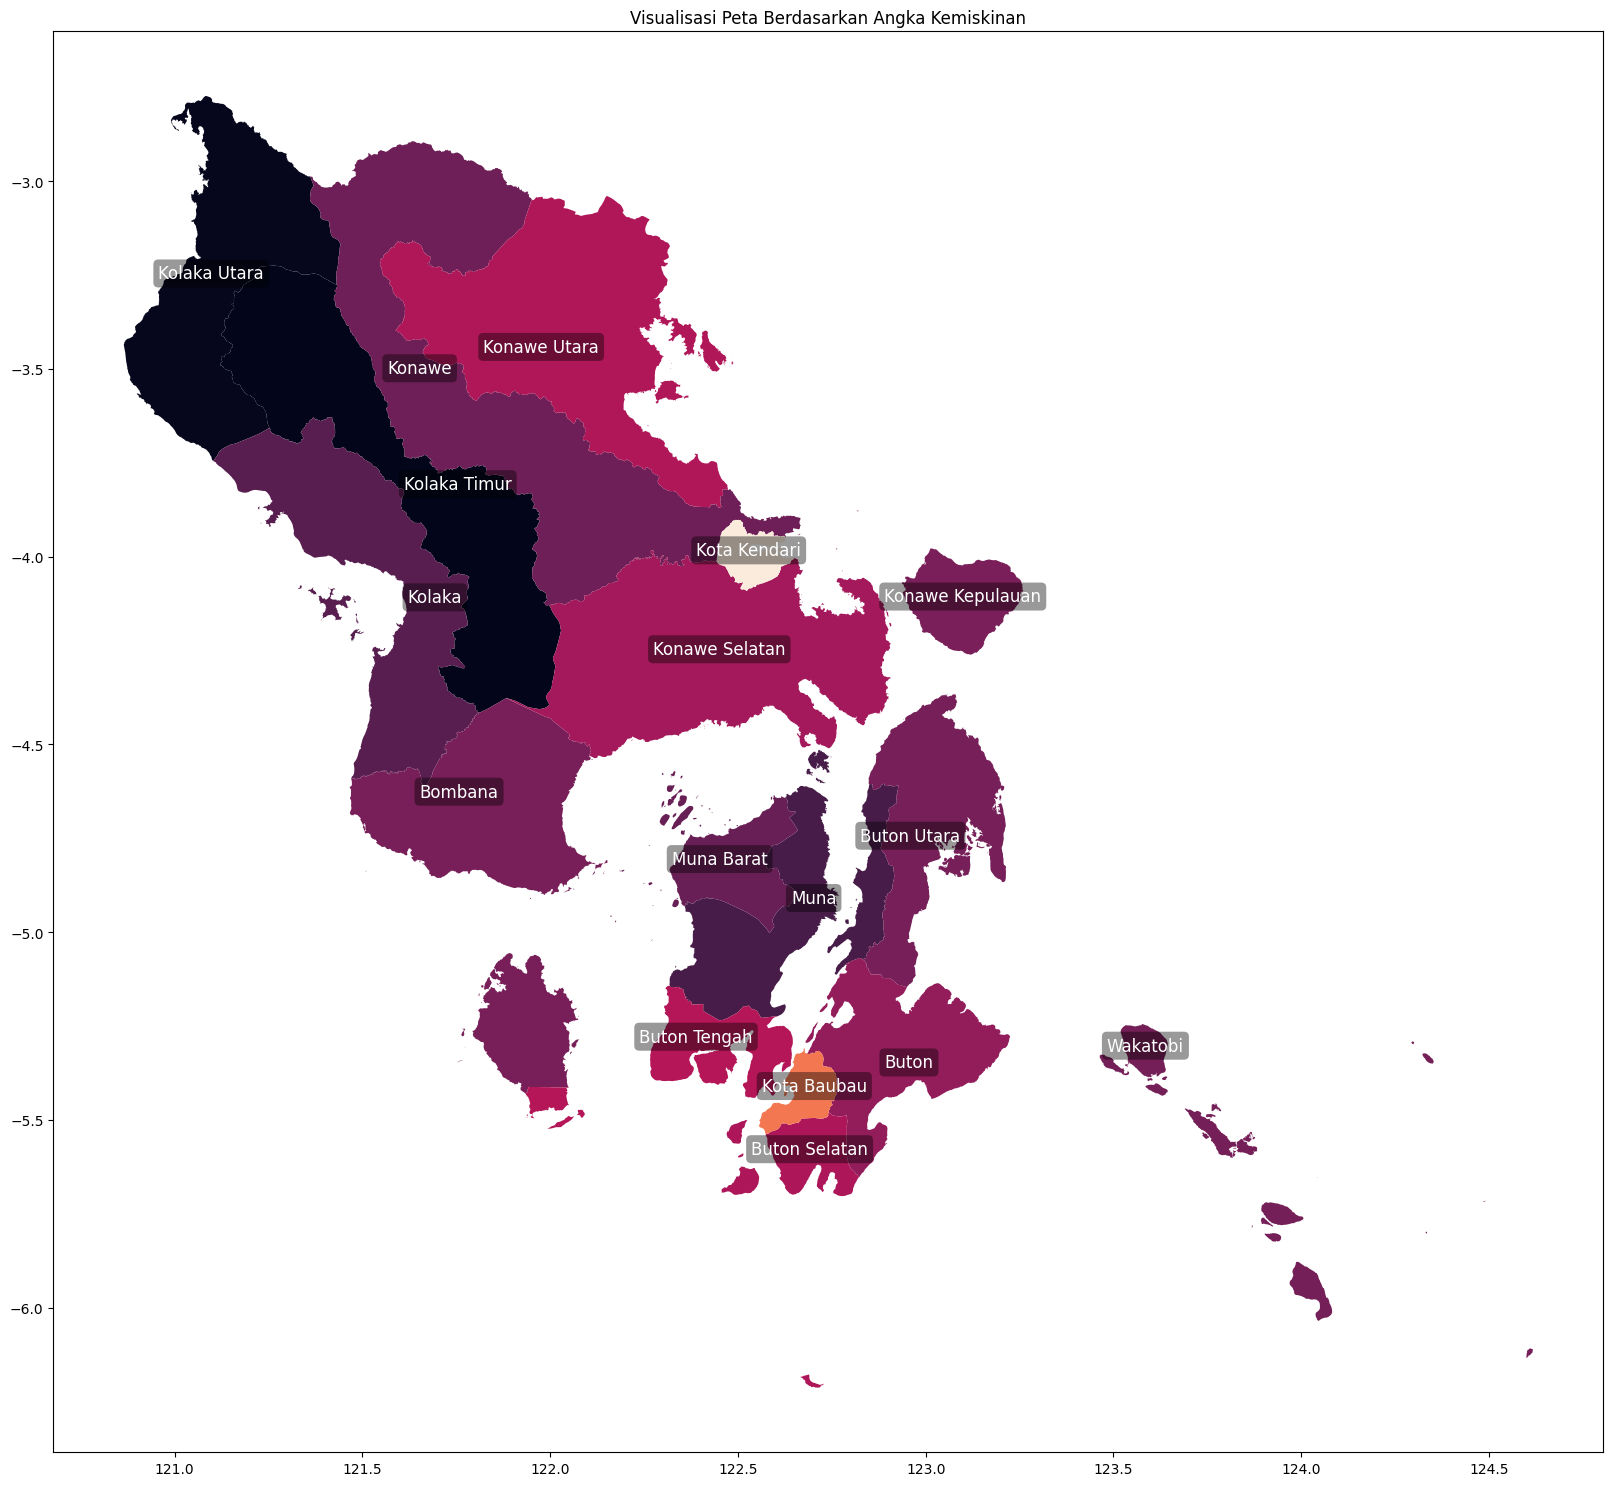 Visualisasi Peta Berdasarkan Angka Kemiskinan
−3.0
−3.5
−4.0
−4.5
−5.0
−5.5
−6.0
Kolaka Utara
Konawe Utara
Konawe
Kolaka Timur
Kota Kendari
Kolaka
Konawe Kepulauan
Konawe Selatan
Bombana
Buton Utara
Muna Barat
Muna
Buton Tengah
Wakatobi
Buton
Kota Baubau
Buton Selatan
121.0
121.5
122.0
122.5
123.0
123.5
124.0
124.5